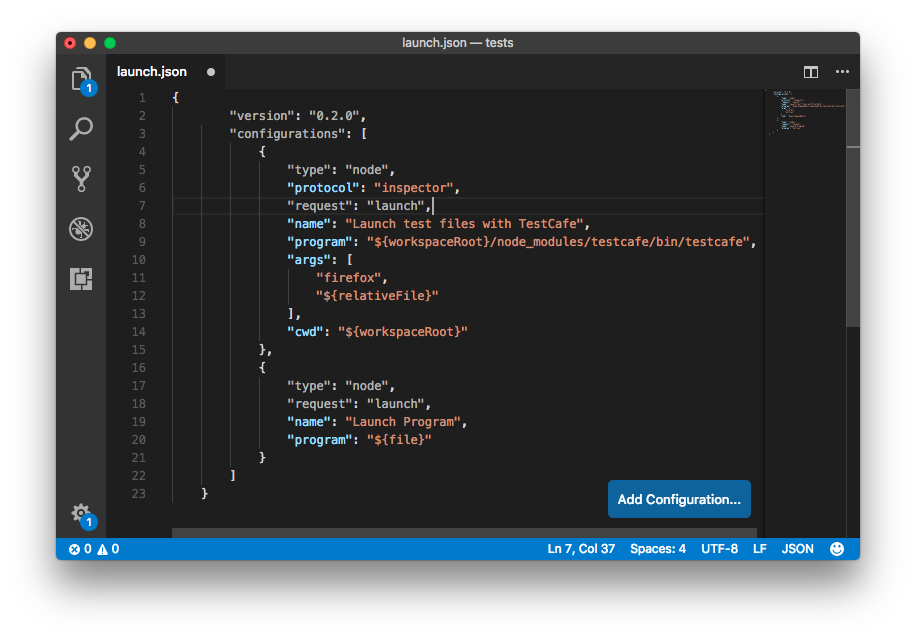 launch.json — tests
launch.json
1
1 {
2 "version": "0.2.0",
3 "configurations": [
4 {
5 "type": "node",
6 "protocol": "inspector",
7 "request": "launch",
8 "name": "Launch test files with TestCafe",
9 "program": "${workspaceRoot}/node_modules/testcafe/bin/testcafe",
10 "args": [
11 "firefox",
12 "${relativeFile}"
13 ],
14 "cwd": "${workspaceRoot}"
15 },
16 {
17 "type": "node",
18 "request": "launch",
19 "name": "Launch Program",
20 "program": "${file}"
21 }
22 ]
23 }
Add Configuration...
1
0 0 Ln 7, Col 37 Spaces: 4 UTF-8 LF JSON